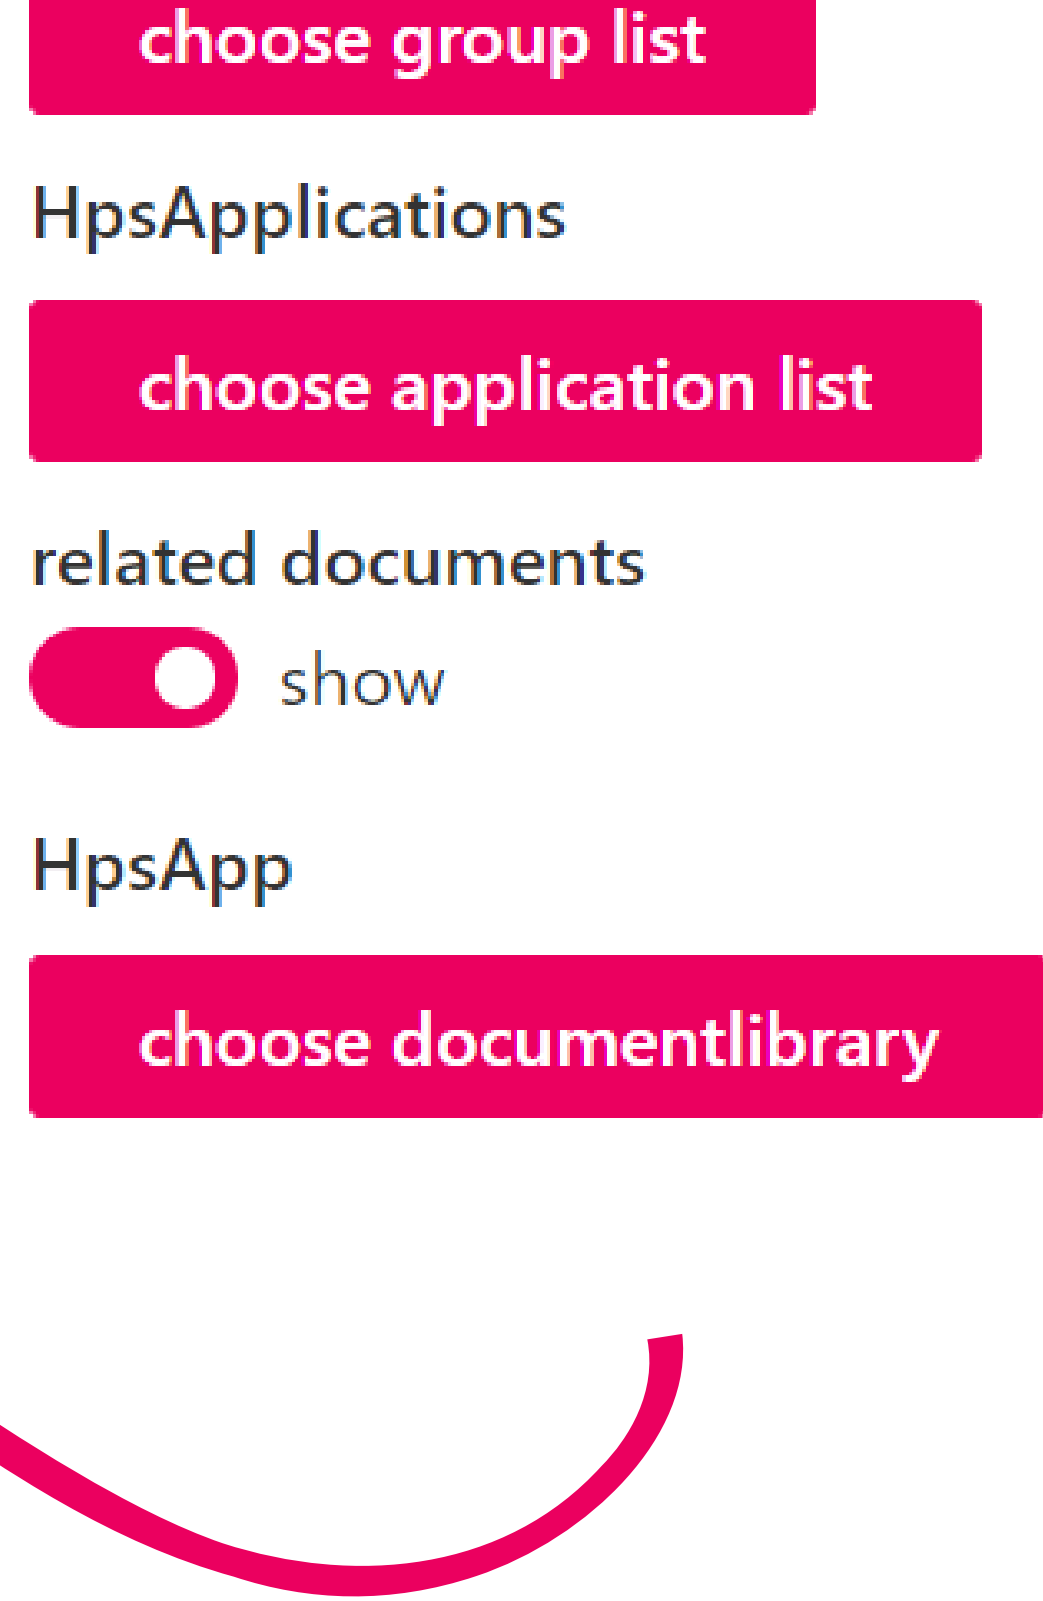 choose group list
HpsApplications
choose application list
related documents
show
HpsApp
choose documentlibrary